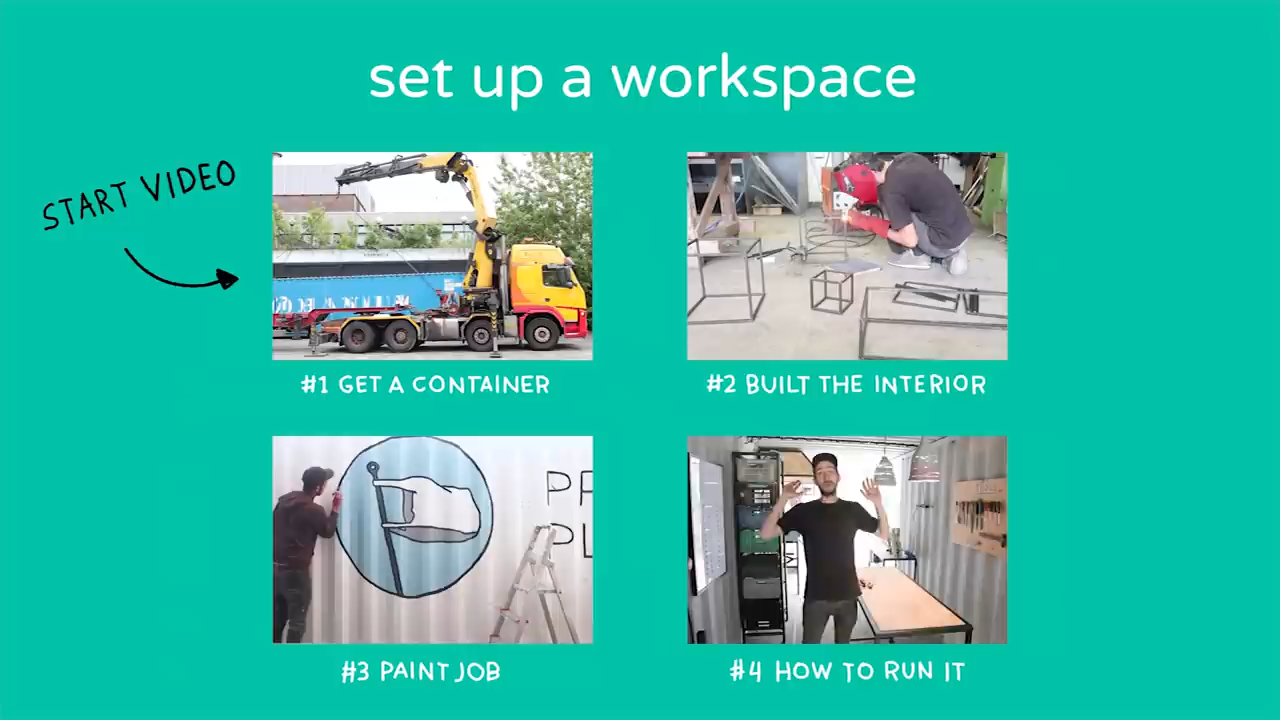 set up a workspace
START VIDEO
#1 GET A CONTAINER
#2 BUILT THE INTERIOR
#3 PAINT JOB
#4 HOW TO RUN IT